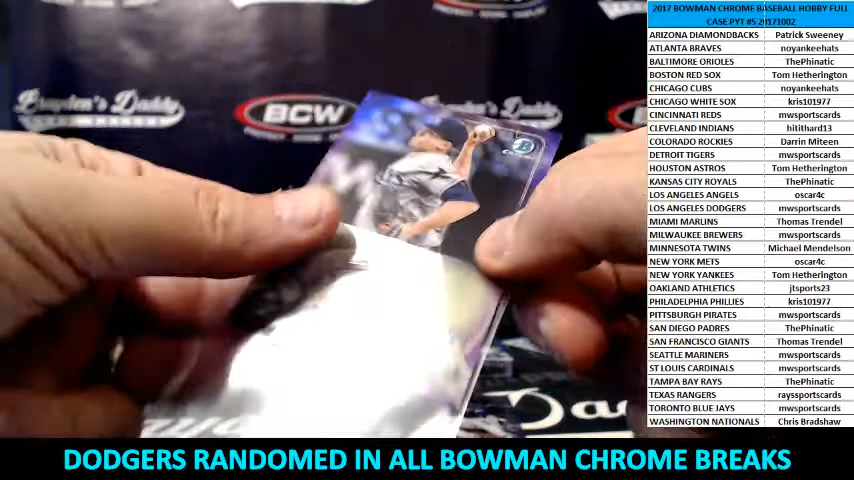 Brayden's Daddy
BCW
Brayden's Daddy
2017 BOWMAN CHROME BASEBALL HOBBY FULL
CASE PYT #5 20171002
ARIZONA DIAMONDBACKS Patrick Sweeney
ATLANTA BRAVES noyankeehats
BALTIMORE ORIOLES ThePhinatic
BOSTON RED SOX Tom Hetherington
CHICAGO CUBS noyankeehats
CHICAGO WHITE SOX kris101977
CINCINNATI REDS mwsportscards
CLEVELAND INDIANS hitithard13
COLORADO ROCKIES Darrin Miteen
DETROIT TIGERS mwsportscards
HOUSTON ASTROS Tom Hetherington
KANSAS CITY ROYALS ThePhinatic
LOS ANGELES ANGELS oscar4c
LOS ANGELES DODGERS mwsportscards
MIAMI MARLINS Thomas Trendel
MILWAUKEE BREWERS mwsportscards
MINNESOTA TWINS Michael Mendelson
NEW YORK METS oscar4c
NEW YORK YANKEES Tom Hetherington
OAKLAND ATHLETICS jtsports23
PHILADELPHIA PHILLIES kris101977
PITTSBURGH PIRATES mwsportscards
SAN DIEGO PADRES ThePhinatic
SAN FRANCISCO GIANTS Thomas Trendel
SEATTLE MARINERS mwsportscards
ST LOUIS CARDINALS mwsportscards
TAMPA BAY RAYS ThePhinatic
TEXAS RANGERS rayssportscards
TORONTO BLUE JAYS mwsportscards
WASHINGTON NATIONALS Chris Bradshaw
DODGERS RANDOMED IN ALL BOWMAN CHROME BREAKS